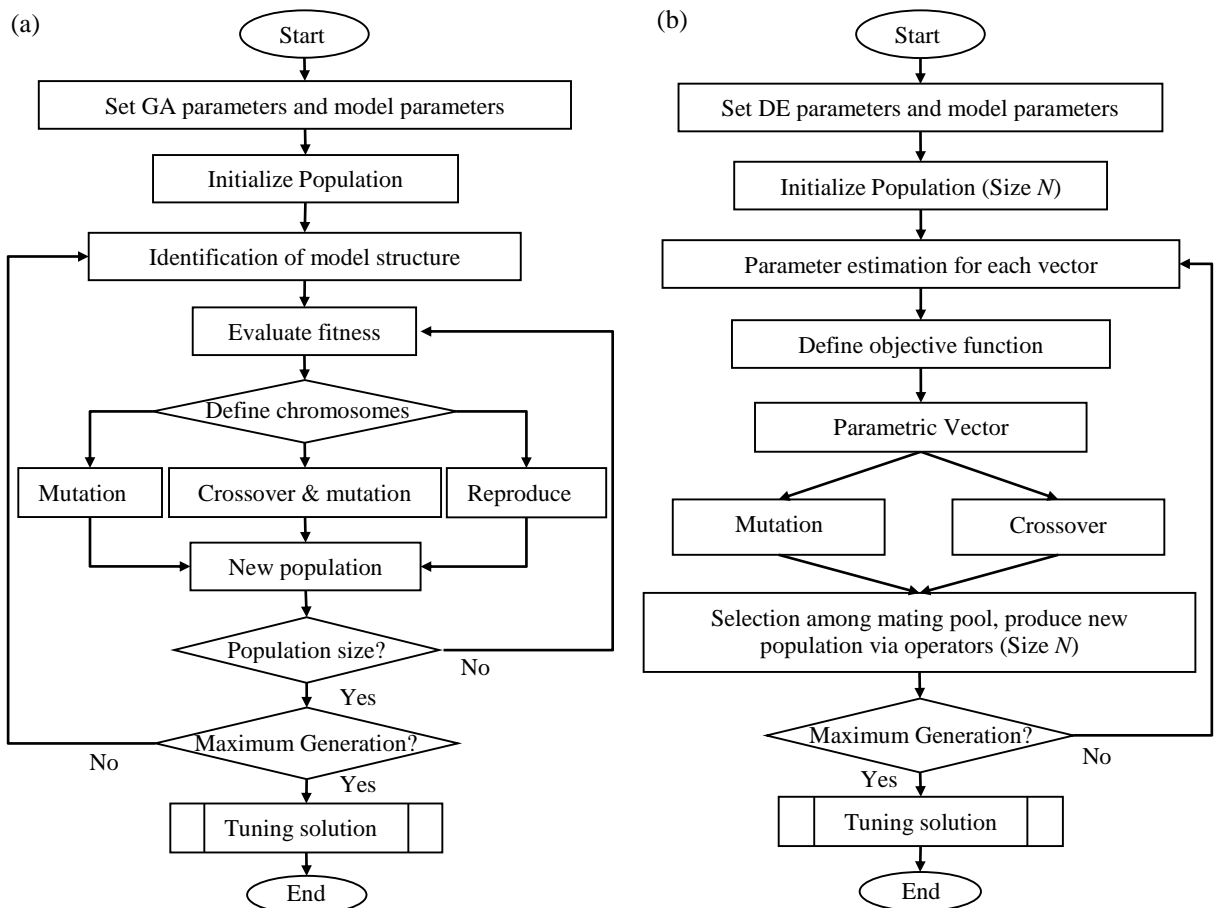 (a)
Start
Set GA parameters and model parameters
Initialize Population
Identification of model structure
Evaluate fitness
Define chromosomes
Mutation
Crossover & mutation
Reproduce
New population
Population size?
No
Yes
Maximum Generation?
No
Yes
Tuning solution
End
(b)
Start
Set DE parameters and model parameters
Initialize Population (Size N)
Parameter estimation for each vector
Define objective function
Parametric Vector
Mutation
Crossover
Selection among mating pool, produce new
population via operators (Size N)
Maximum Generation?
No
Yes
Tuning solution
End